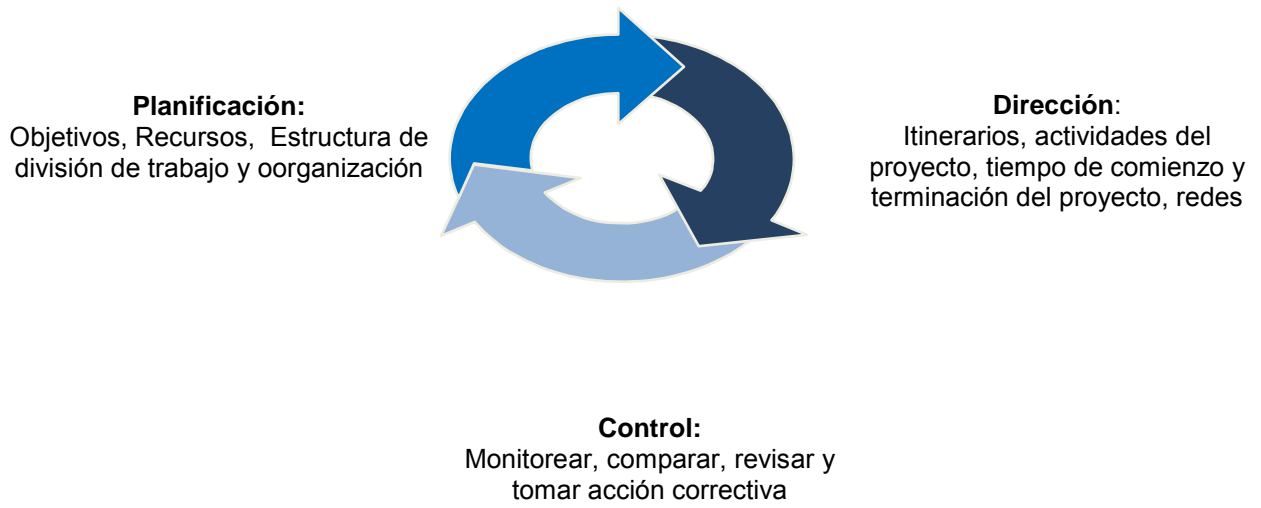 Planificación:
Objetivos, Recursos,  Estructura de
división de trabajo y oorganización
Dirección:
Itinerarios, actividades del
proyecto, tiempo de comienzo y
terminación del proyecto, redes
Control:
Monitorear, comparar, revisar y
tomar acción correctiva